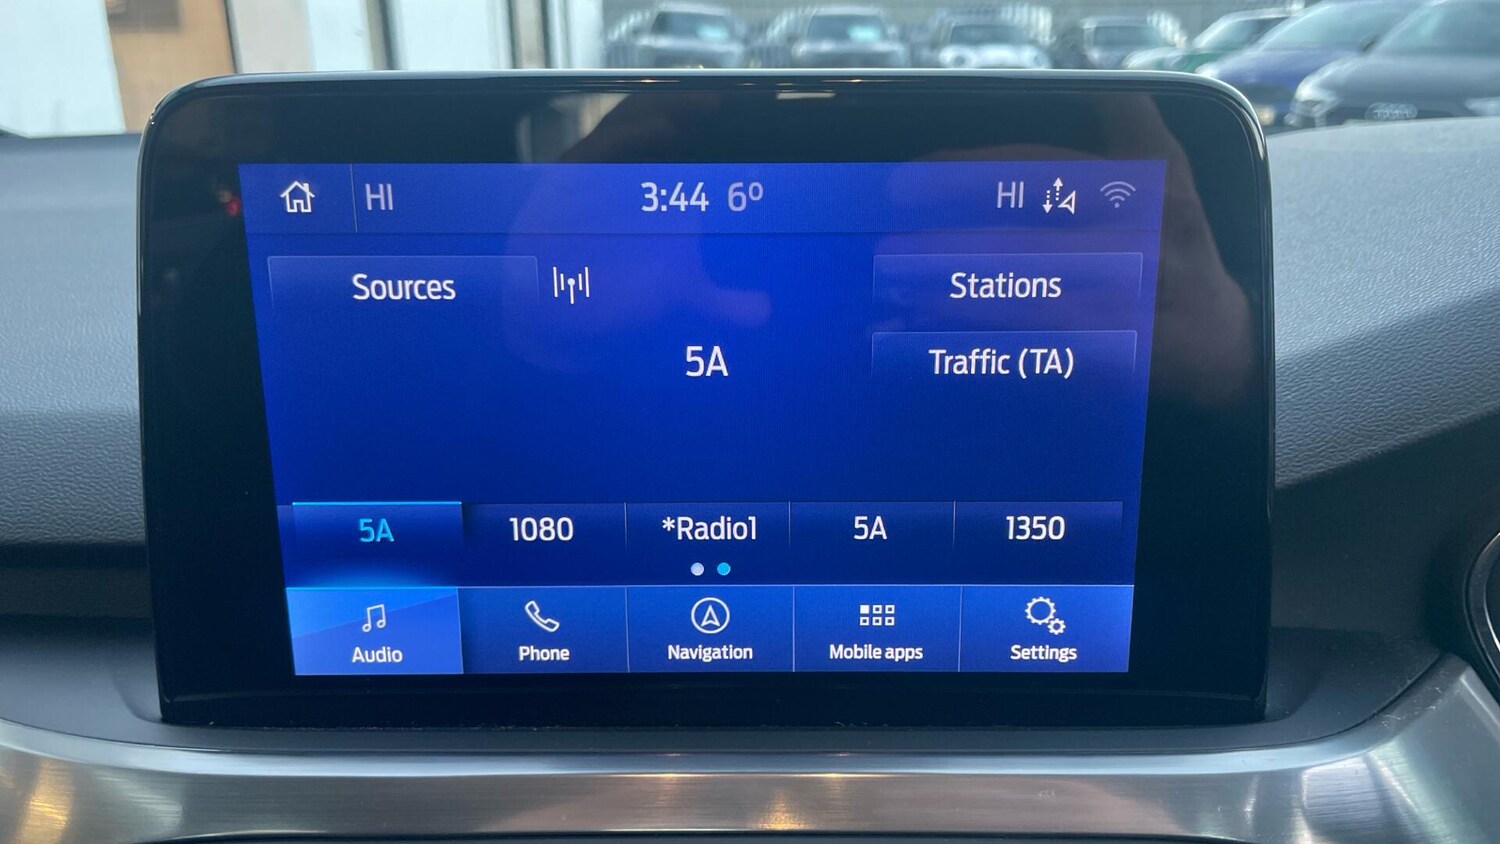 HI 3:44 6º HI
Sources Stations
5A Traffic (TA)
5A 1080 *Radio1 5A 1350
Audio Phone Navigation Mobile apps Settings